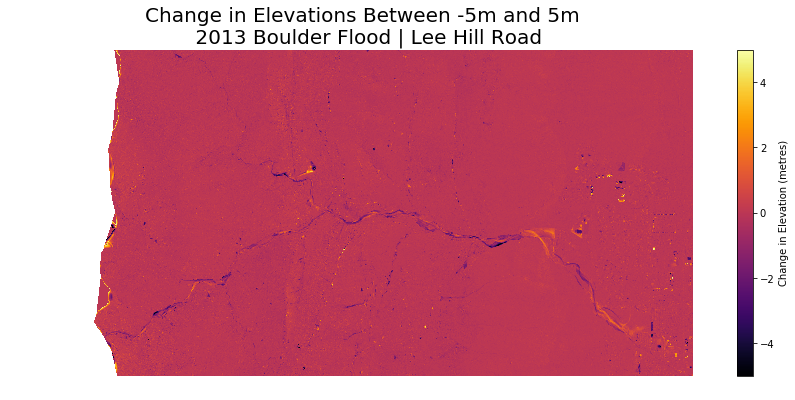 Change in Elevations Between -5m and 5m
2013 Boulder Flood | Lee Hill Road
4
2
0
−2
−4
Change in Elevation (metres)